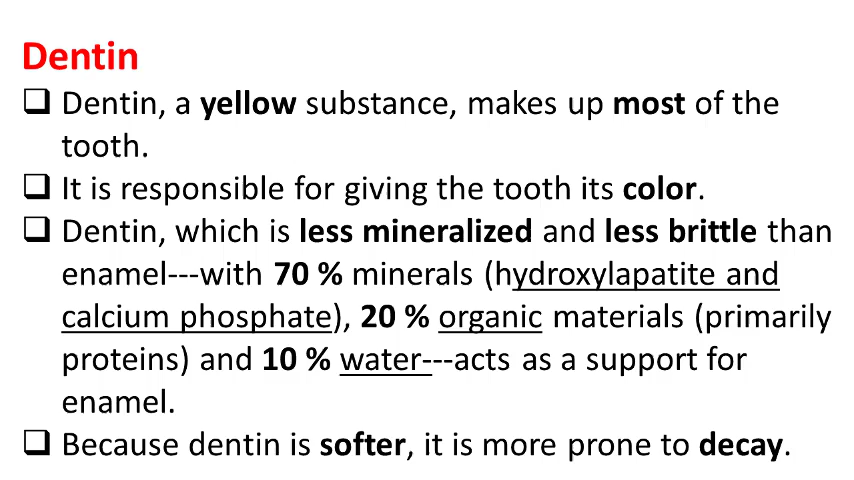 Dentin
❑ Dentin, a yellow substance, makes up most of the
tooth.
❑ It is responsible for giving the tooth its color.
❑ Dentin, which is less mineralized and less brittle than
enamel---with 70 % minerals (hydroxylapatite and
calcium phosphate), 20 % organic materials (primarily
proteins) and 10 % water---acts as a support for
enamel.
❑ Because dentin is softer, it is more prone to decay.